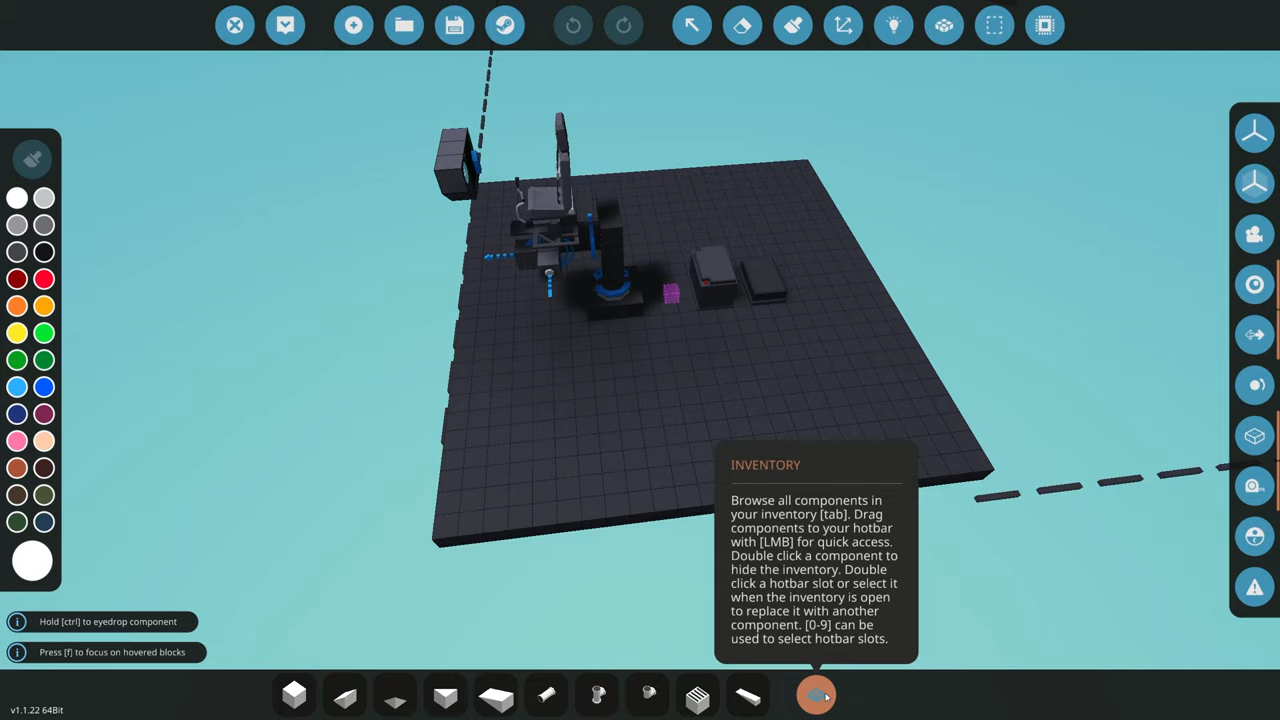 INVENTORY
Browse all components in
your inventory [tab]. Drag
components to your hotbar
with [LMB] for quick access.
Double click a component to
hide the inventory. Double
click a hotbar slot or select it
when the inventory is open
to replace it with another
component. [0-9] can be
used to select hotbar slots.
Hold [ctrl] to eyedrop component
Press [f] to focus on hovered blocks
v1.1.22 64Bit